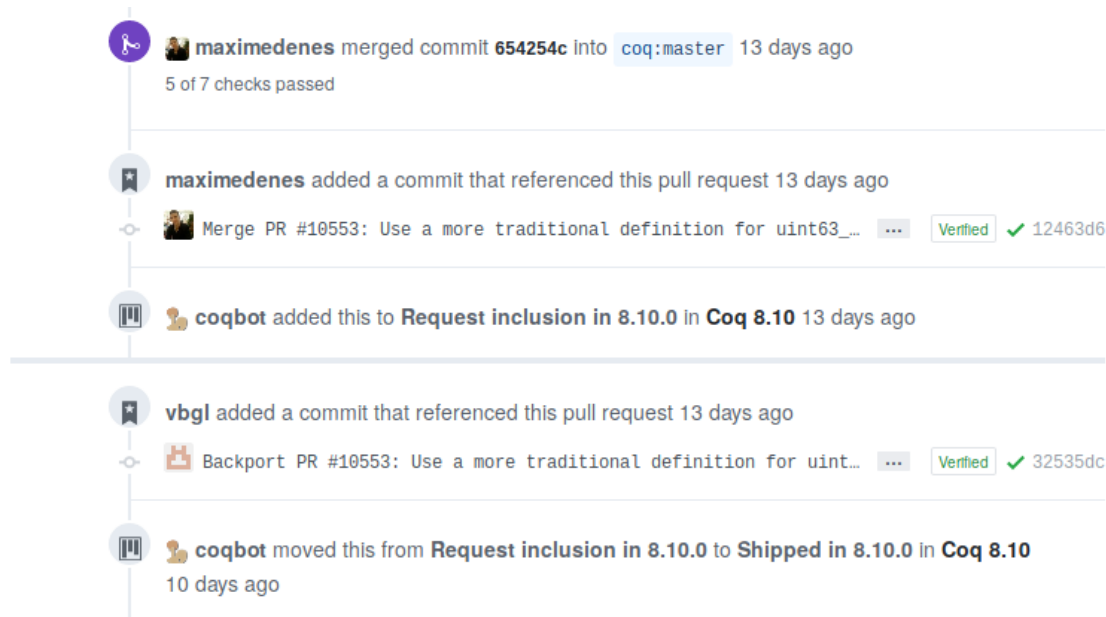 maximedenes merged commit 654254c into coq:master 13 days ago
5 of 7 checks passed
maximedenes added a commit that referenced this pull request 13 days ago
Merge PR #10553: Use a more traditional definition for uint63_… ... Verified 12463d6
coqbot added this to Request inclusion in 8.10.0 in Coq 8.10 13 days ago
vbgl added a commit that referenced this pull request 13 days ago
Backport PR #10553: Use a more traditional definition for uint… ... Verified 32535dc
coqbot moved this from Request inclusion in 8.10.0 to Shipped in 8.10.0 in Coq 8.10
10 days ago